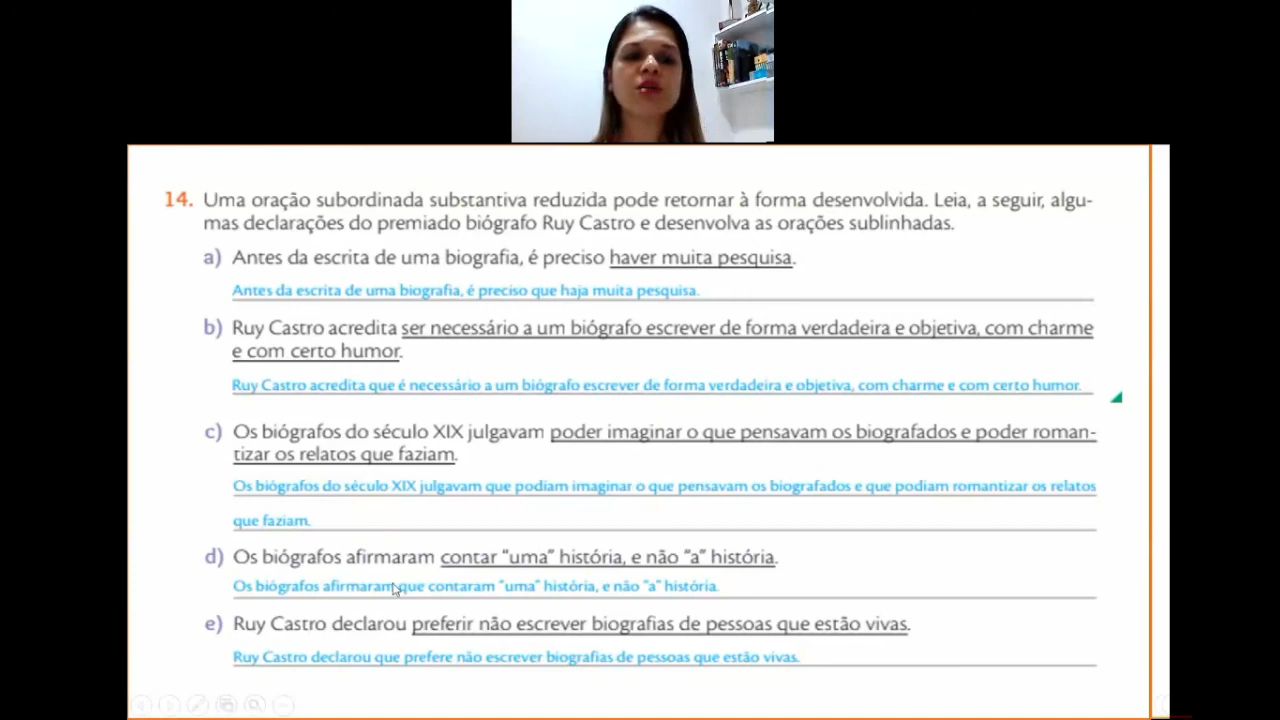 14. Uma oração subordinada substantiva reduzida pode retornar à forma desenvolvida. Leia, a seguir, algu-
mas declarações do premiado biógrafo Ruy Castro e desenvolva as orações sublinhadas.
a) Antes da escrita de uma biografia, é preciso haver muita pesquisa.
Antes da escrita de uma biografia, é preciso que haja muita pesquisa.
b) Ruy Castro acredita ser necessário a um biógrafo escrever de forma verdadeira e objetiva, com charme
e com certo humor.
Ruy Castro acredita que é necessário a um biógrafo escrever de forma verdadeira e objetiva, com charme e com certo humor.
c) Os biógrafos do século XIX julgavam poder imaginar o que pensavam os biografados e poder roman-
tizar os relatos que faziam.
Os biógrafos do século XIX julgavam que podiam imaginar o que pensavam os biografados e que podiam romantizar os relatos
que faziam.
d) Os biógrafos afirmaram contar "uma" história, e não "a" história.
Os biógrafos afirmaram que contaram "uma" história, e não "a" história.
e) Ruy Castro declarou preferir não escrever biografias de pessoas que estão vivas.
Ruy Castro declarou que prefere não escrever biografias de pessoas que estão vivas.